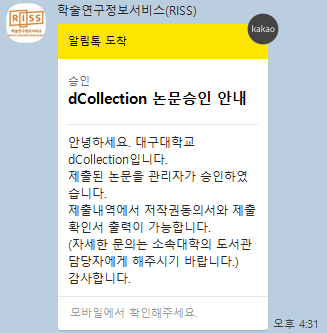 학술연구정보서비스(RISS)
RISS
학술연구정보서비스
kakao
알림톡 도착
승인
dCollection 논문승인 안내
안녕하세요. 대구대학교
dCollection입니다.
제출된 논문을 관리자가 승인하였
습니다.
제출내역에서 저작권동의서와 제출
확인서 출력이 가능합니다.
(자세한 문의는 소속대학의 도서관
담당자에게 해주시기 바랍니다.)
감사합니다.
모바일에서 확인해주세요.
오후 4:31